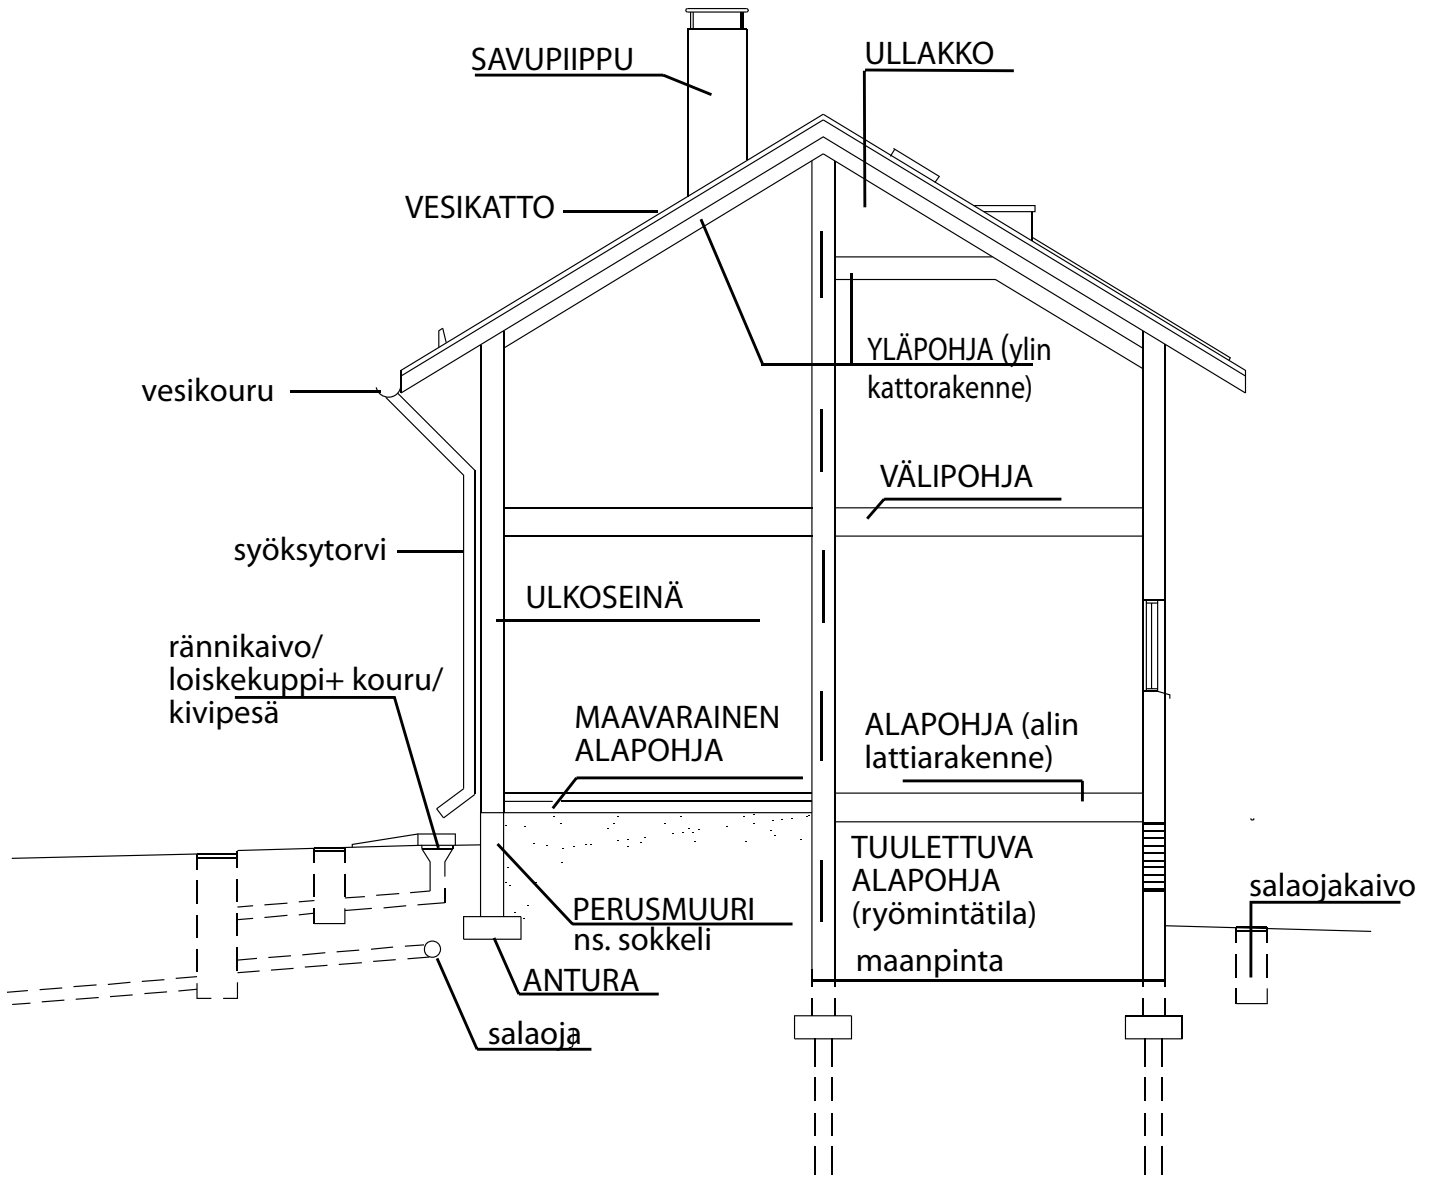 SAVUPIIPPU
ULLAKKO
VESIKATTO
YLÄPOHJA (ylin
kattorakenne)
vesikouru
VÄLIPOHJA
syöksytorvi
ULKOSEINÄ
rännikaivo/
loiskekuppi+ kouru/
kivipesä
MAAVARAINEN
ALAPOHJA
ALAPOHJA (alin
lattiarakenne)
TUULETTUVA
ALAPOHJA
(ryömintätila)
salaojakaivo
PERUSMUURI
ns. sokkeli
maanpinta
ANTURA
salaoja